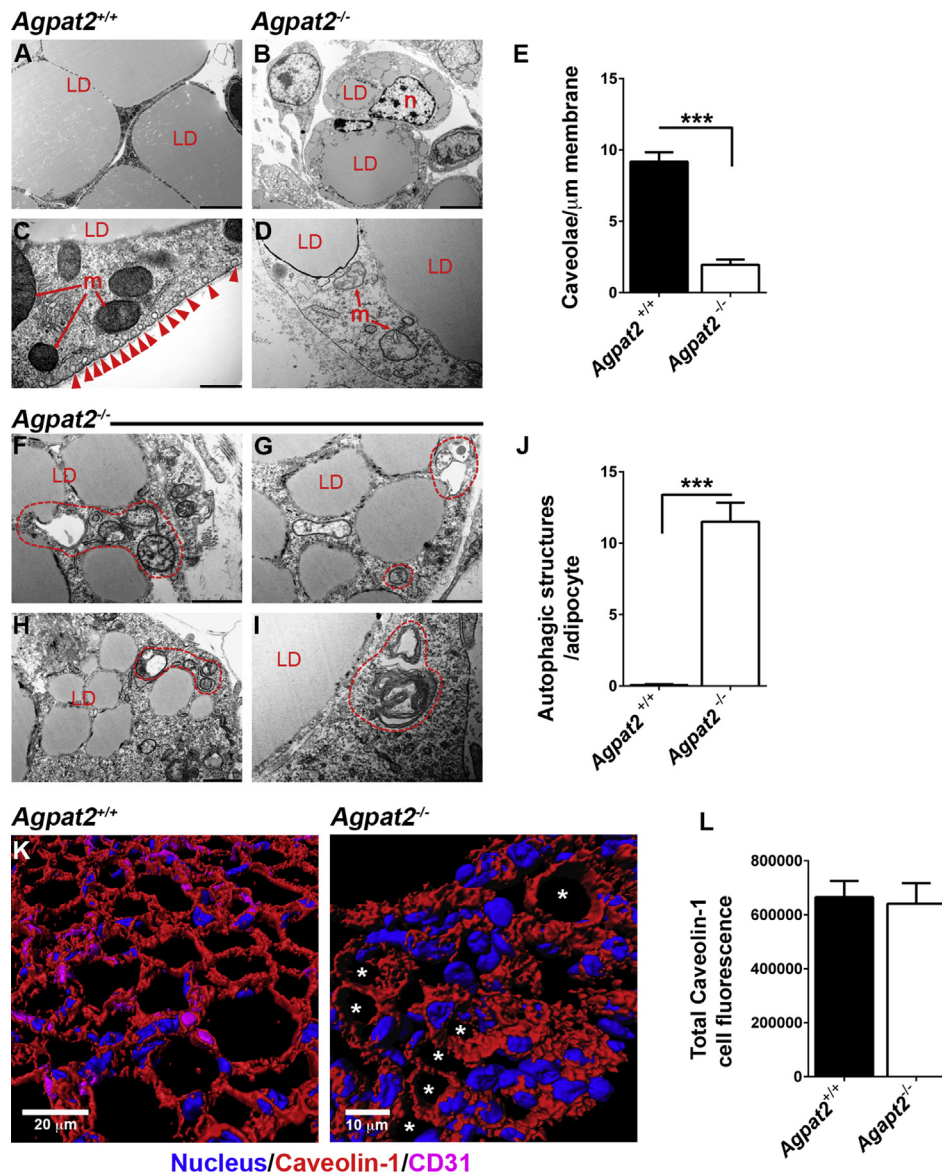 Agpat2+/+
Agpat2-/-
A
LD
LD
B
LD
n
LD
C
LD
m
D
LD
LD
m
E
Caveolae/μm membrane
15
10
5
0
***
Agpat2+/+
Agpat2-/-
Agpat2-/-
F
LD
G
LD
H
LD
I
LD
J
Autophagic structures
/adipocyte
15
10
5
0
***
Agpat2+/+
Agpat2-/-
Agpat2+/+
Agpat2-/-
K
20 μm
*
*
*
*
*
*
*
10 μm
Nucleus/Caveolin-1/CD31
L
Total Caveolin-1
cell fluorescence
800000
600000
400000
200000
0
Agpat2+/+
Agapt2-/-